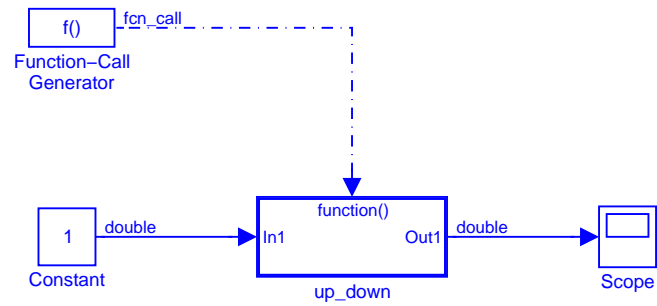 f()
fcn_call
Function−Call
Generator
function()
1
double
In1
Out1
double
Constant
up_down
Scope